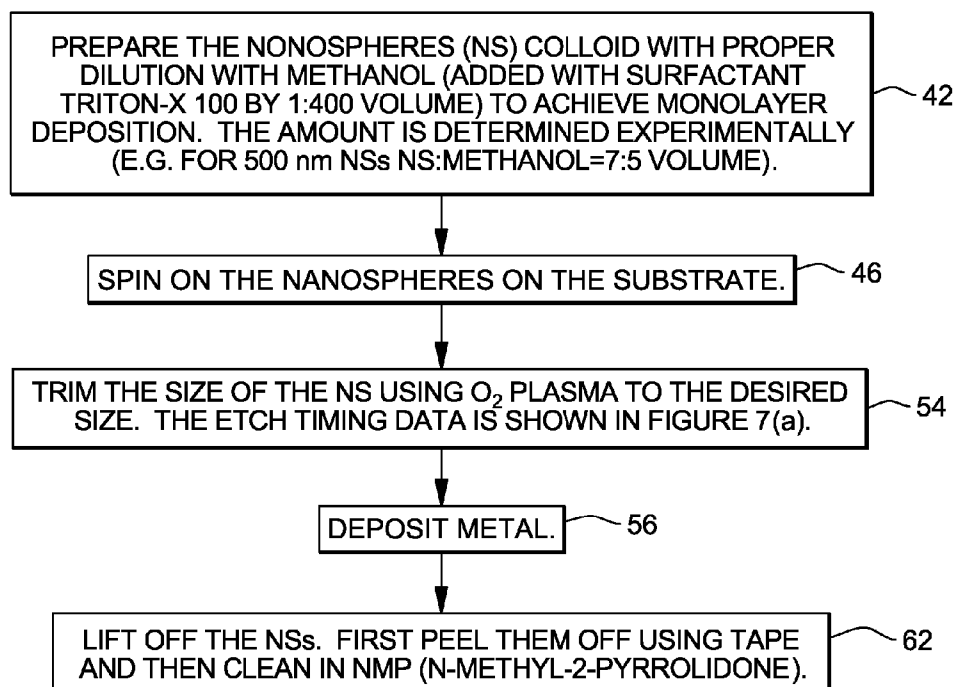 PREPARE THE NONOSPHERES (NS) COLLOID WITH PROPER
DILUTION WITH METHANOL (ADDED WITH SURFACTANT
TRITON-X 100 BY 1:400 VOLUME) TO ACHIEVE MONOLAYER
DEPOSITION. THE AMOUNT IS DETERMINED EXPERIMENTALLY
(E.G. FOR 500 nm NSs NS:METHANOL=7:5 VOLUME).
42
SPIN ON THE NANOSPHERES ON THE SUBSTRATE.
46
TRIM THE SIZE OF THE NS USING O₂ PLASMA TO THE DESIRED
SIZE. THE ETCH TIMING DATA IS SHOWN IN FIGURE 7(a).
54
DEPOSIT METAL.
56
LIFT OFF THE NSs. FIRST PEEL THEM OFF USING TAPE
AND THEN CLEAN IN NMP (N-METHYL-2-PYRROLIDONE).
62